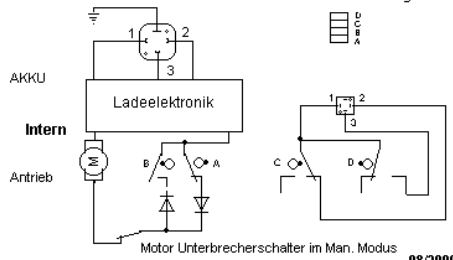 D
C
B
A
1 2
3
AKKU
Ladeelektronik
1 2
3
Intern
M
B A
C D
Antrieb
Motor Unterbrecherschalter im Man. Modus